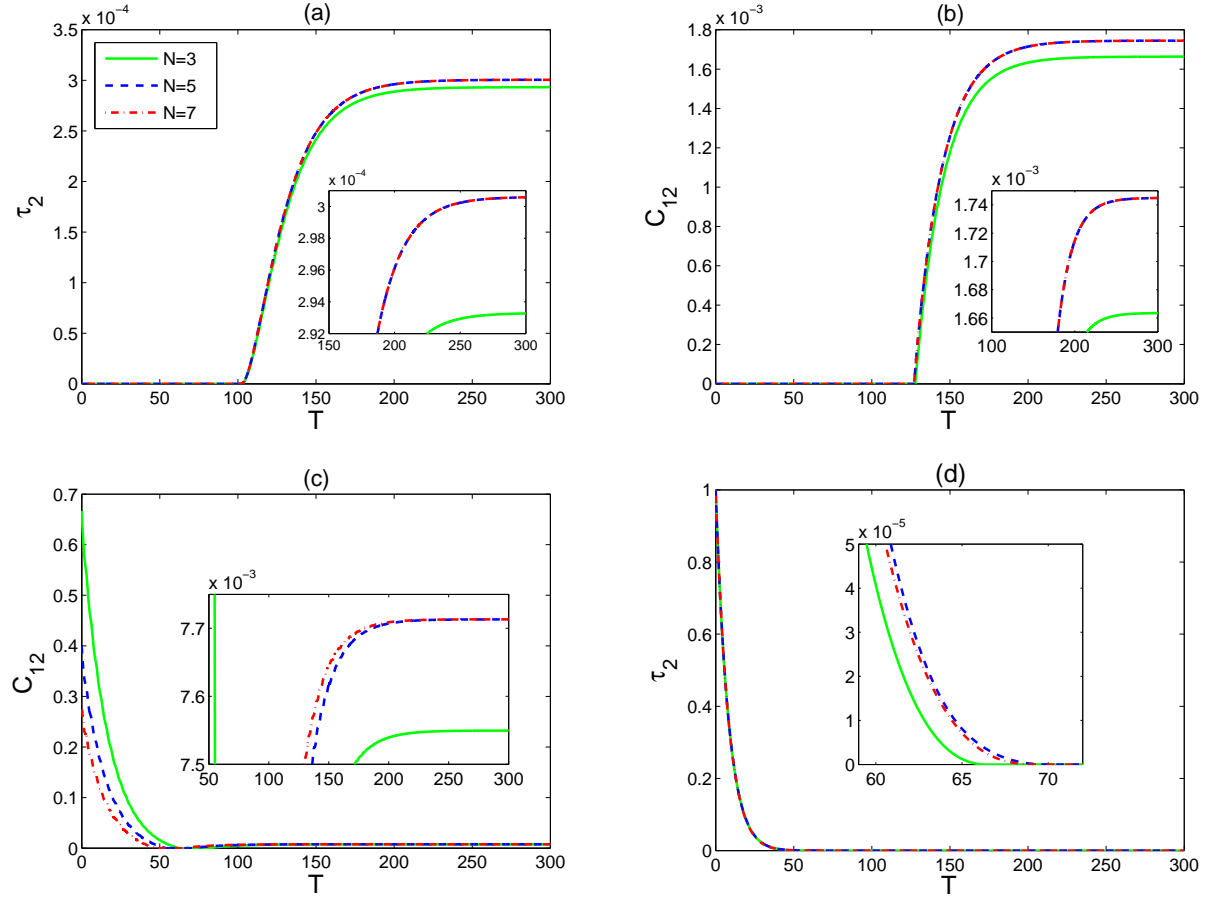 (a)
x 10⁻⁴
3.5
3
2.5
2
1.5
1
0.5
0
0 50 100 150 200 250 300
T
τ₂
N=3
N=5
N=7
x 10⁻⁴
3
2.98
2.96
2.94
2.92
150 200 250 300
(b)
x 10⁻³
1.8
1.6
1.4
1.2
1
0.8
0.6
0.4
0.2
0
0 50 100 150 200 250 300
T
C₁₂
x 10⁻³
1.74
1.72
1.7
1.68
1.66
100 200 300
(c)
0.7
0.6
0.5
0.4
0.3
0.2
0.1
0
0 50 100 150 200 250 300
T
C₁₂
x 10⁻³
7.7
7.6
7.5
50 100 150 200 250 300
(d)
1
0.8
0.6
0.4
0.2
0
0 50 100 150 200 250 300
T
τ₂
x 10⁻⁵
5
4
3
2
1
0
60 65 70